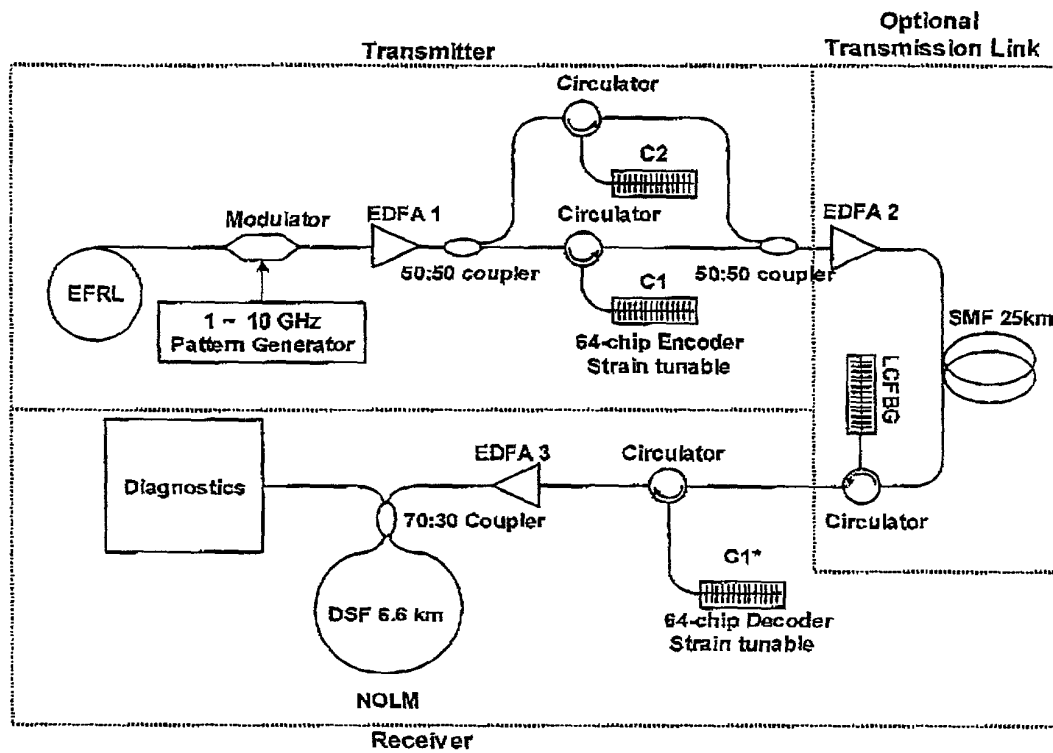 Optional
Transmission Link
Transmitter
Circulator
C2
Modulator
EDFA 1
Circulator
EDFA 2
50:50 coupler
50:50 coupler
EFRL
C1
1 ~ 10 GHz
Pattern Generator
64-chip Encoder
Strain tunable
SMF 25km
LCFBG
EDFA 3
Circulator
Diagnostics
70:30 Coupler
Circulator
C1*
DSF 6.6 km
64-chip Decoder
Strain tunable
NOLM
Receiver